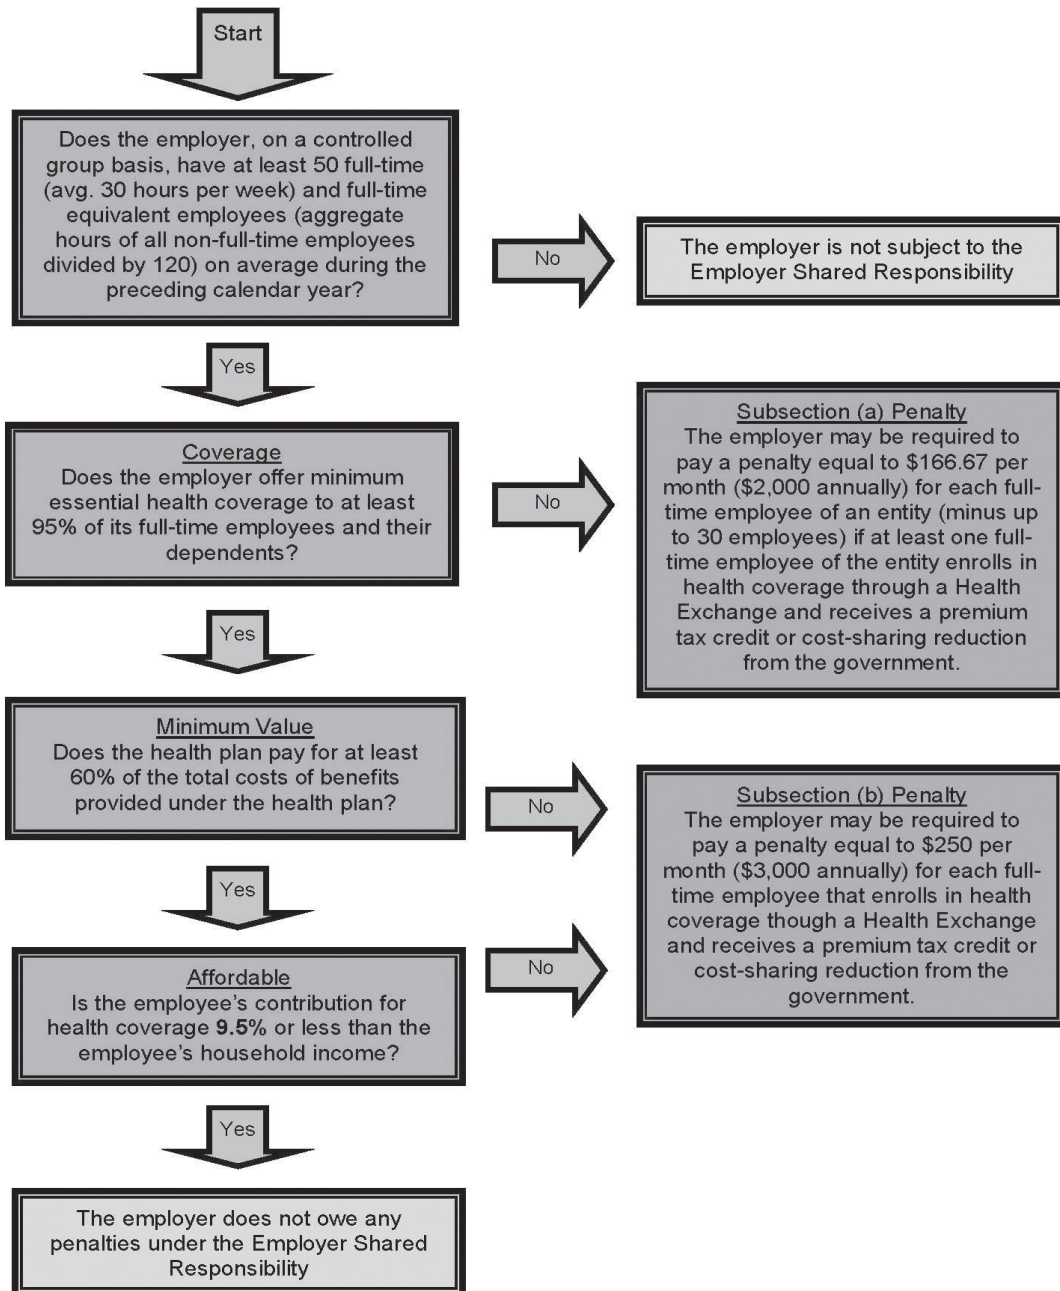 Start
Does the employer, on a controlled
group basis, have at least 50 full-time
(avg. 30 hours per week) and full-time
equivalent employees (aggregate
hours of all non-full-time employees
divided by 120) on average during the
preceding calendar year?
No
The employer is not subject to the
Employer Shared Responsibility
Yes
Coverage
Does the employer offer minimum
essential health coverage to at least
95% of its full-time employees and their
dependents?
No
Subsection (a) Penalty
The employer may be required to
pay a penalty equal to $166.67 per
month ($2,000 annually) for each full-
time employee of an entity (minus up
to 30 employees) if at least one full-
time employee of the entity enrolls in
health coverage through a Health
Exchange and receives a premium
tax credit or cost-sharing reduction
from the government.
Yes
Minimum Value
Does the health plan pay for at least
60% of the total costs of benefits
provided under the health plan?
No
Subsection (b) Penalty
The employer may be required to
pay a penalty equal to $250 per
month ($3,000 annually) for each full-
time employee that enrolls in health
coverage though a Health Exchange
and receives a premium tax credit or
cost-sharing reduction from the
government.
Yes
Affordable
Is the employee's contribution for
health coverage 9.5% or less than the
employee's household income?
No
Yes
The employer does not owe any
penalties under the Employer Shared
Responsibility